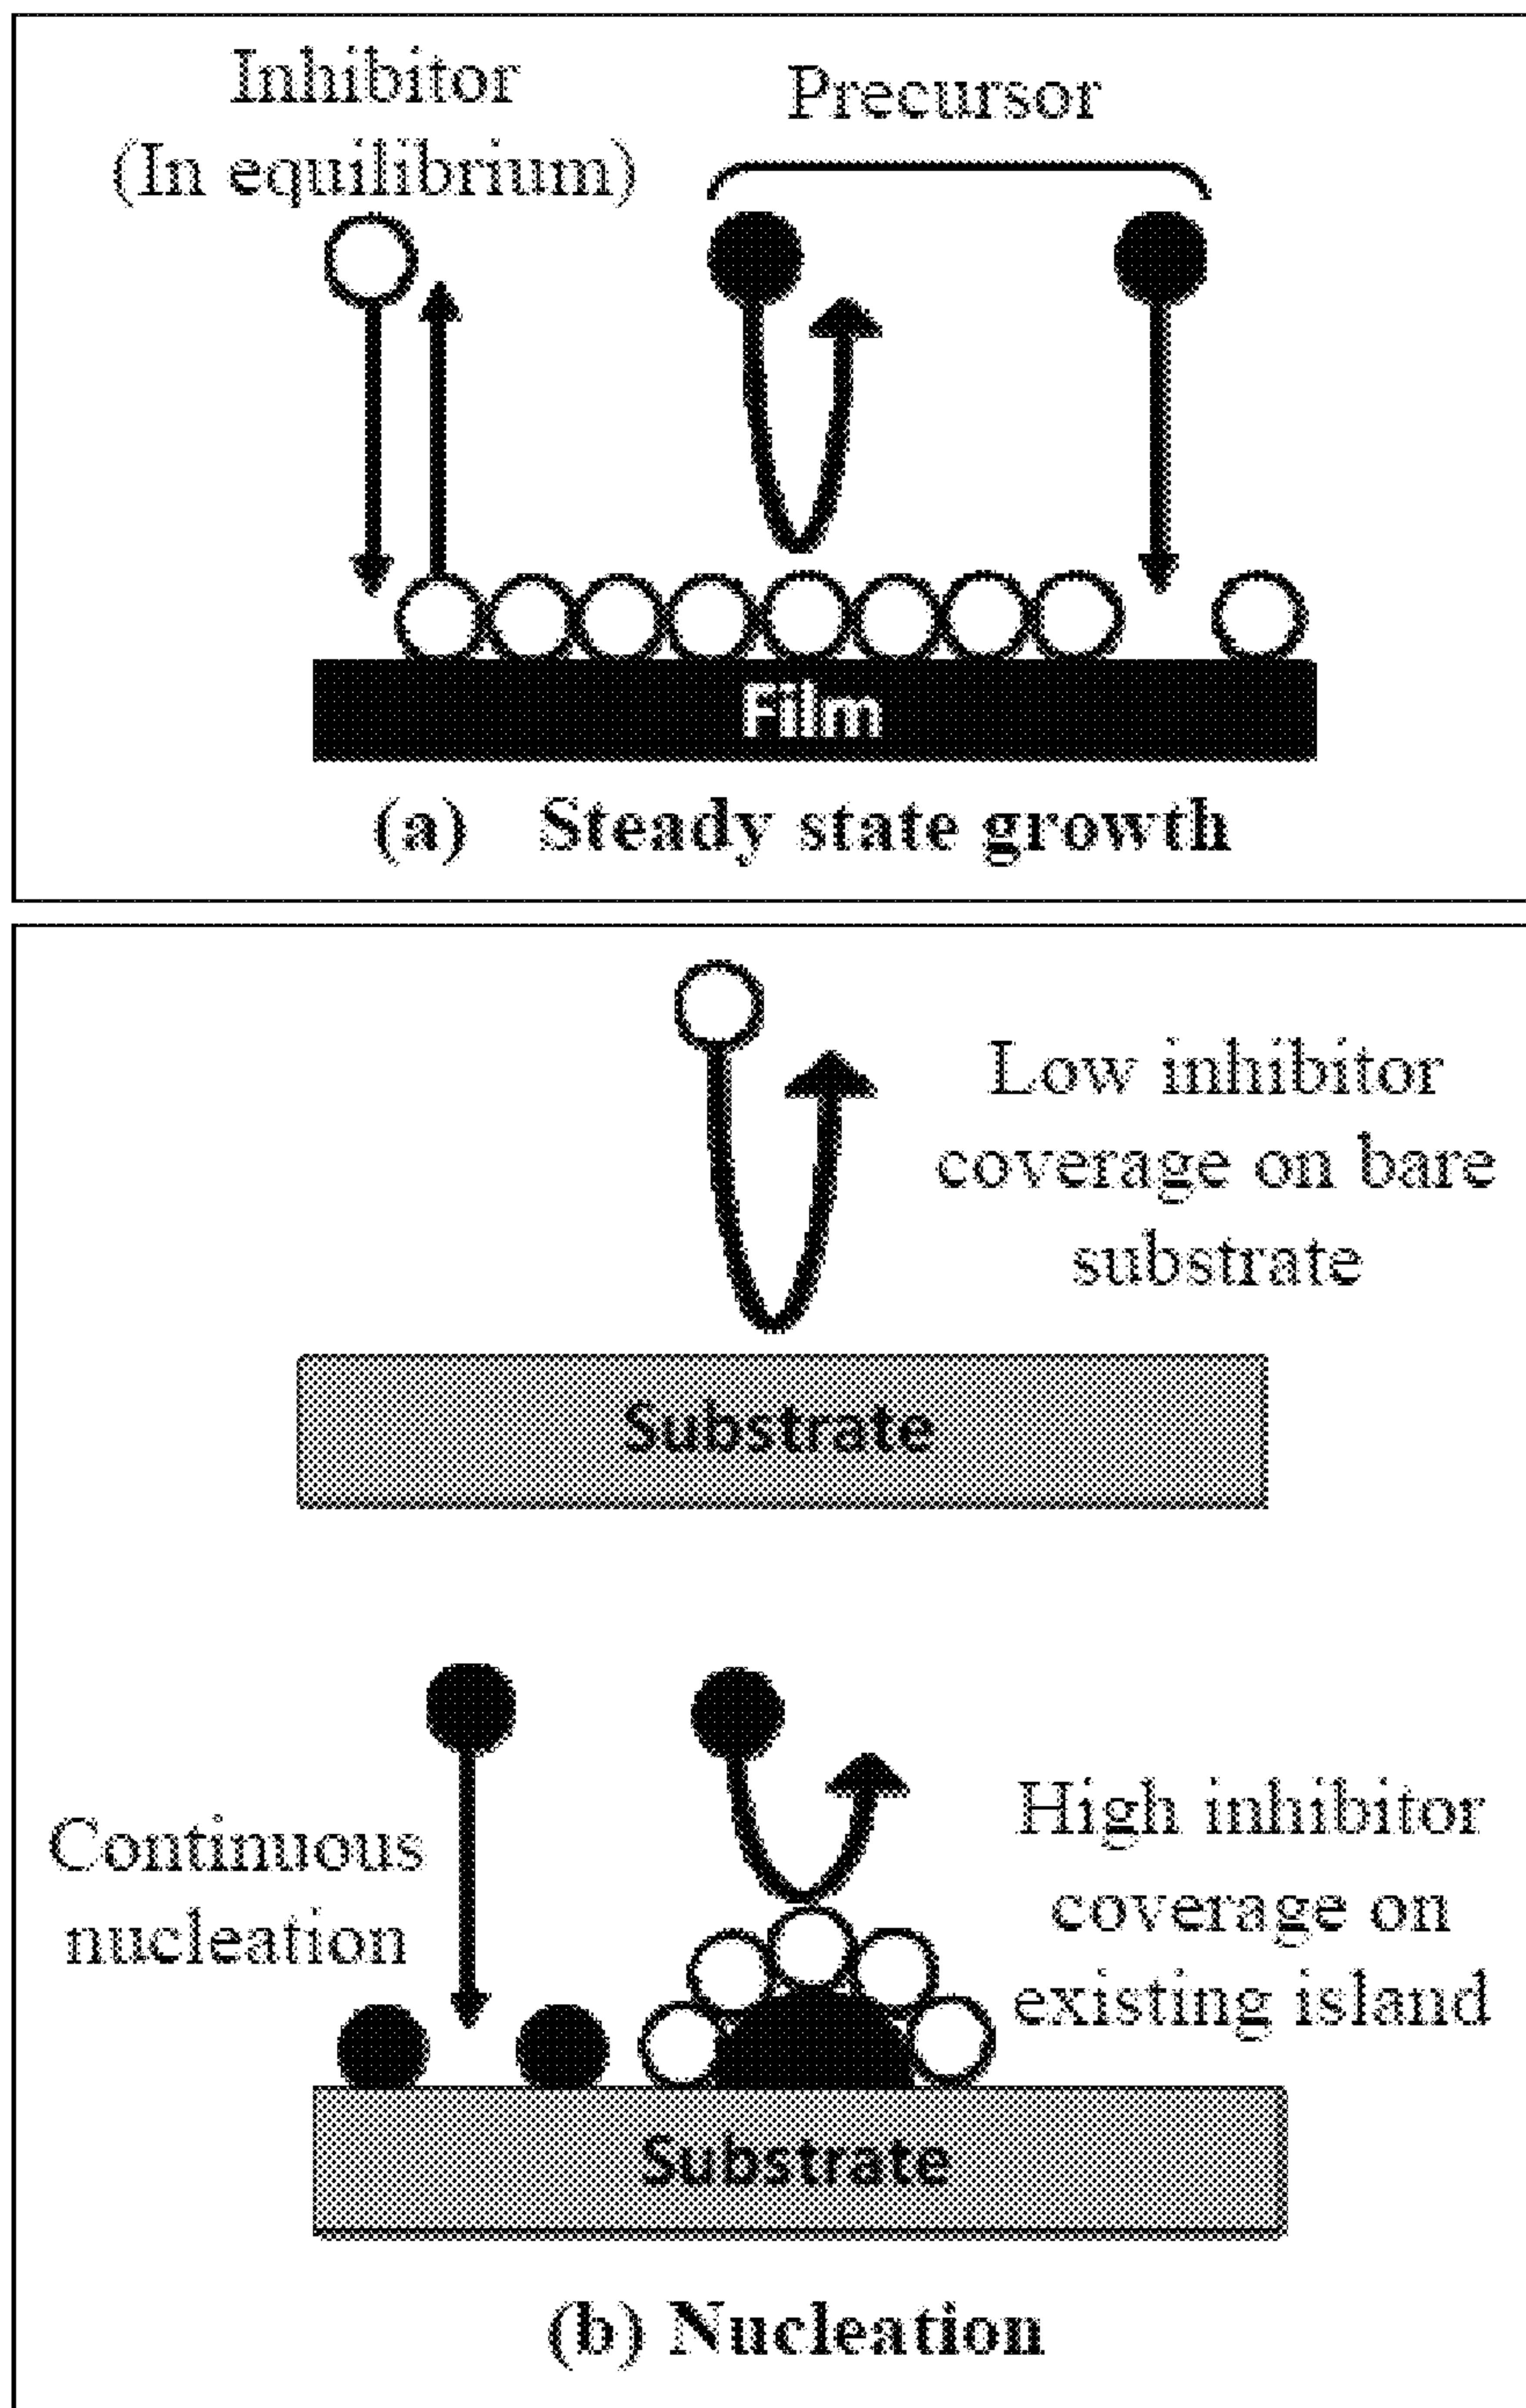 Inhibitor
(In equilibrium)
Precursor
Film
(a) Steady state growth
Low inhibitor
coverage on bare
substrate
Substrate
Continuous
nucleation
High inhibitor
coverage on
existing island
Substrate
(b) Nucleation